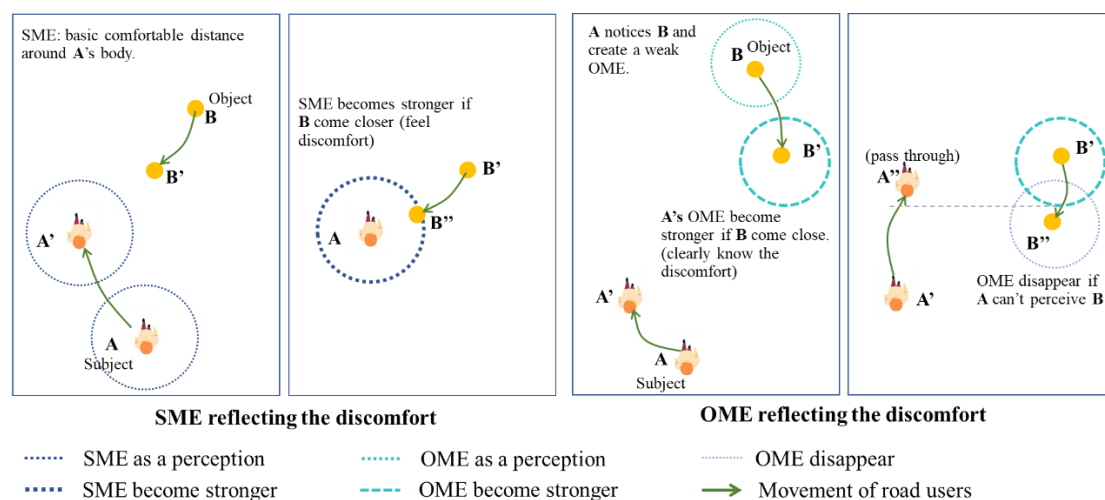 SME: basic comfortable distance
around A's body.
Object
B
B'
A'
A
Subject
SME becomes stronger if
B come closer (feel
discomfort)
B'
B''
A
A notices B and
create a weak
OME.
B Object
B'
A's OME become
stronger if B come close.
(clearly know the
discomfort)
A'
A
Subject
(pass through)
A''
B'
B''
OME disappear if
A can't perceive B
A'
SME reflecting the discomfort
OME reflecting the discomfort
SME as a perception
OME as a perception
OME disappear
SME become stronger
OME become stronger
Movement of road users